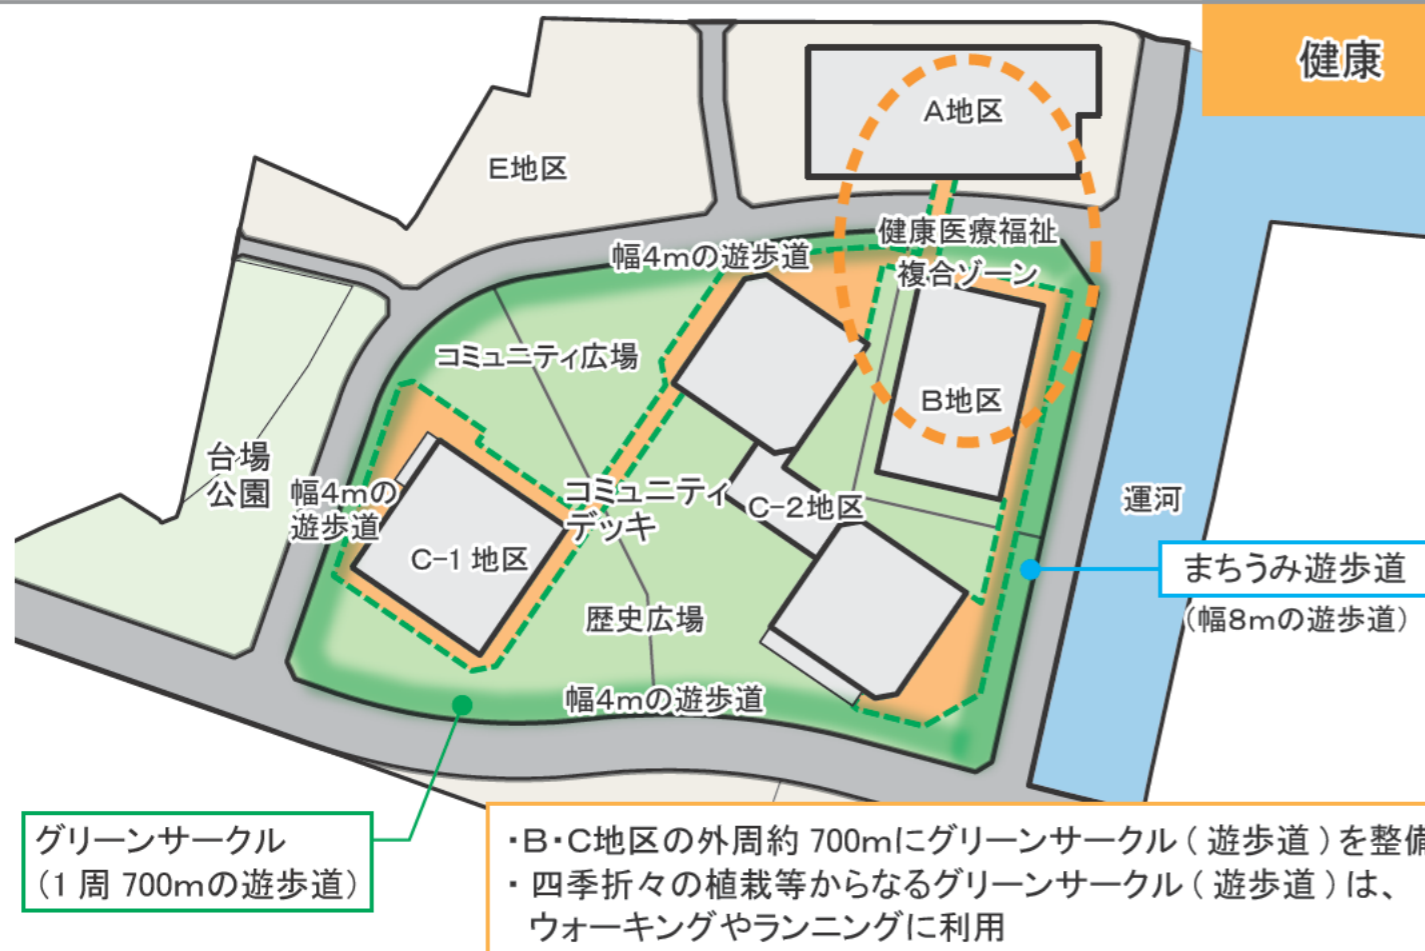 健康
A地区
E地区
健康医療福祉
複合ゾーン
幅4mの遊歩道
コミュニティ広場
B地区
台場
公園
幅4mの
遊歩道
コミュニティ
デッキ
C-2地区
運河
C-1 地区
まちうみ遊歩道
(幅8mの遊歩道)
歴史広場
幅4mの遊歩道
グリーンサークル
(1 周 700mの遊歩道)
・B・C地区の外周約 700mにグリーンサークル ( 遊歩道 ) を整備
・ 四季折々の植栽等からなるグリーンサークル ( 遊歩道 ) は、
ウォーキングやランニングに利用